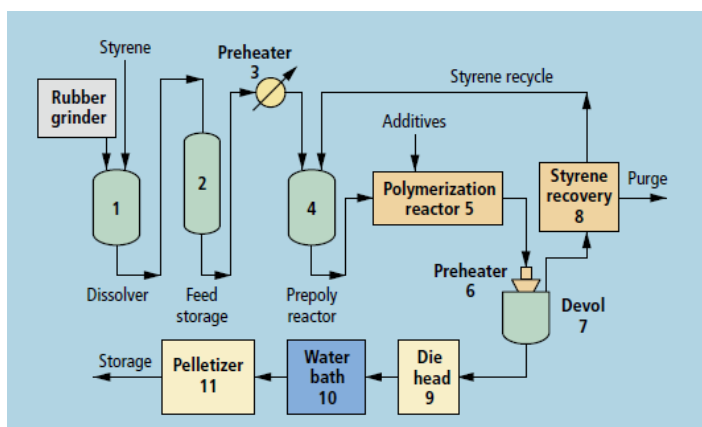 Styrene
Preheater
3
Styrene recycle
Rubber
grinder
Additives
1
2
4
Polymerization
reactor 5
Styrene
recovery
8
Purge
Dissolver
Feed
storage
Prepoly
reactor
Preheater
6
Devol
7
Storage
Pelletizer
11
Water
bath
10
Die
head
9